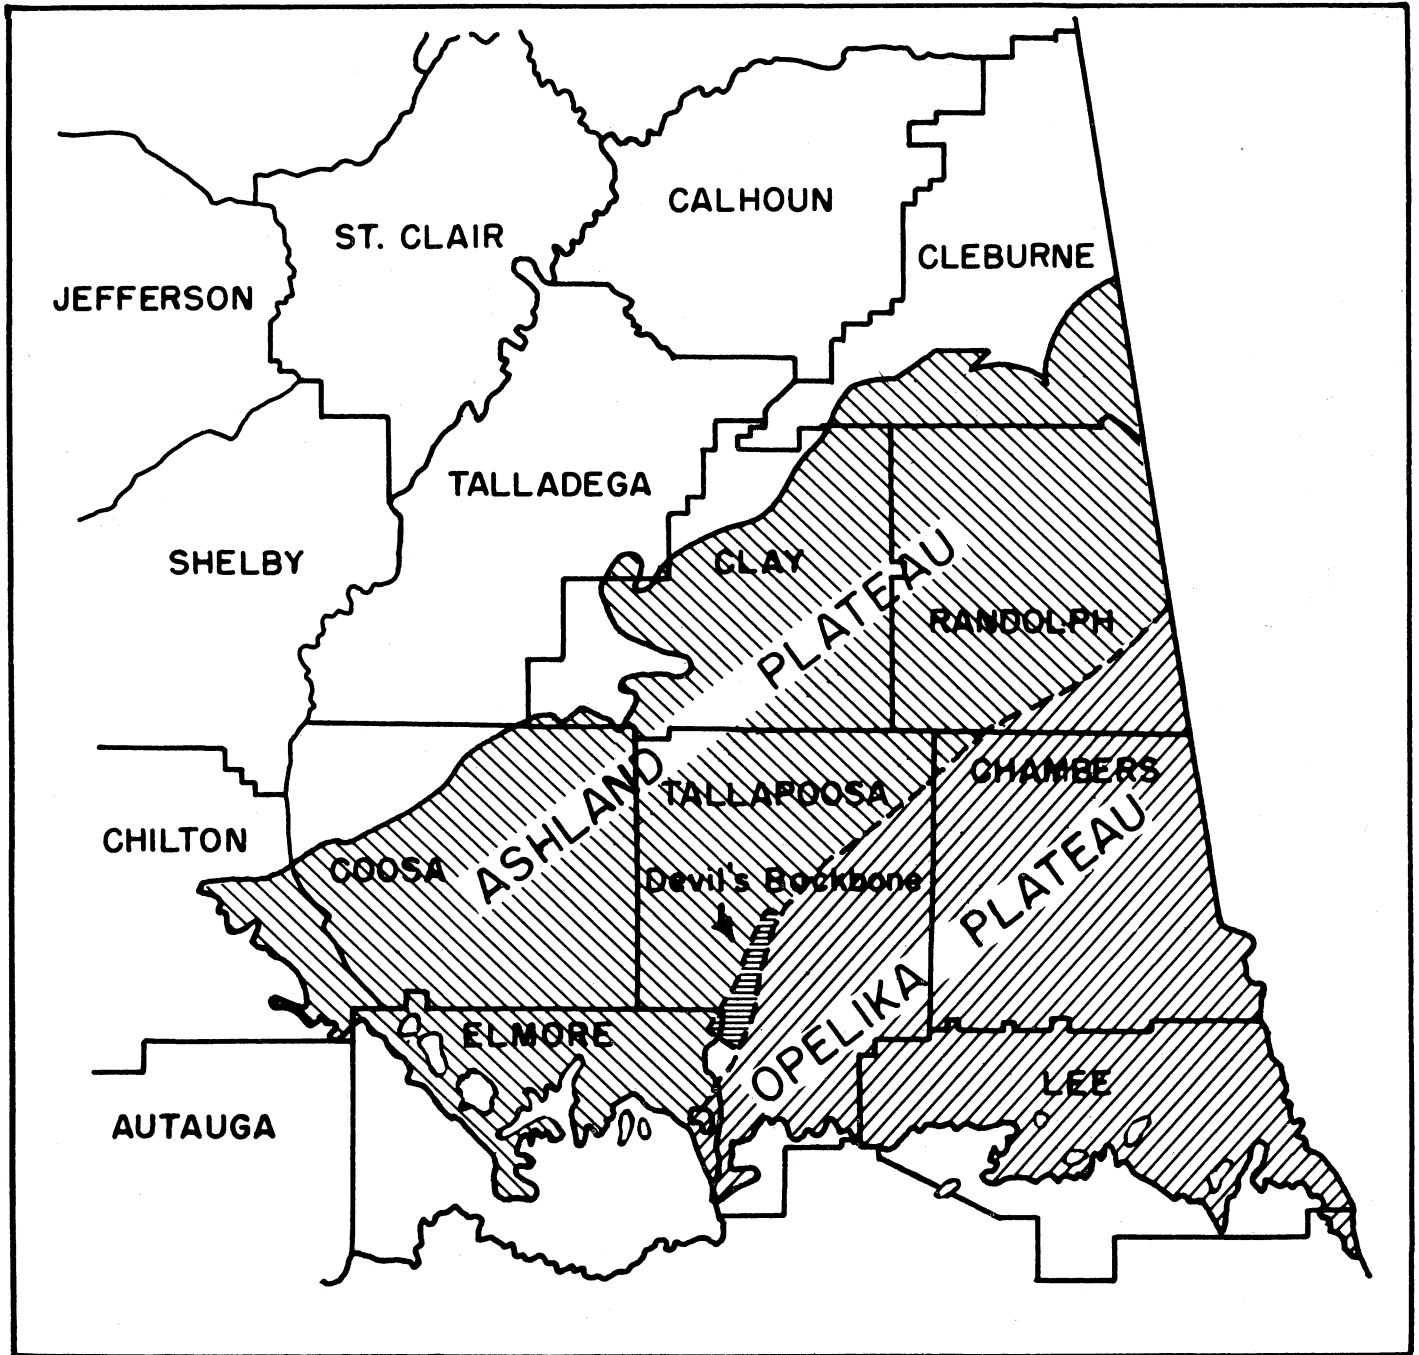 CALHOUN
ST. CLAIR
CLEBURNE
JEFFERSON
TALLADEGA
SHELBY
CLAY
RANDOLPH
ASHLAND PLATEAU
CHAMBERS
TALLAPOOSA
CHILTON
COOSA
Devil's Backbone
OPELIKA PLATEAU
ELMORE
LEE
AUTAUGA